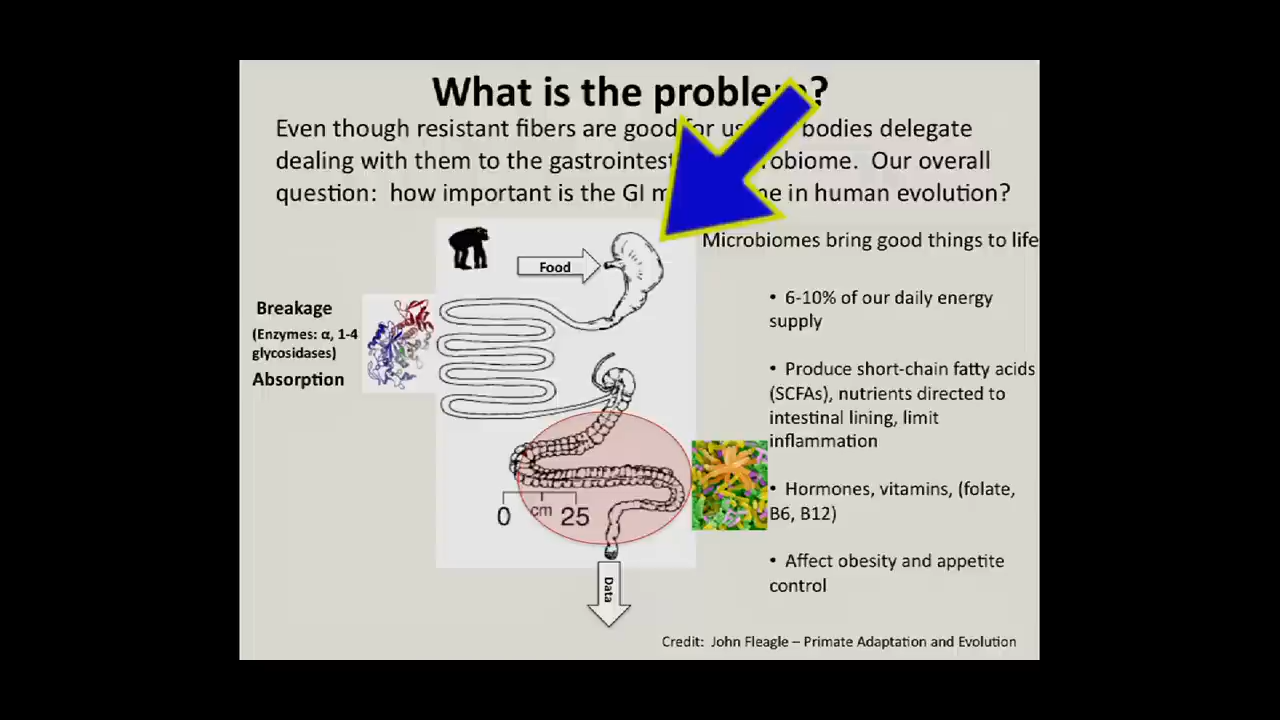 What is the problem?
Even though resistant fibers are good for us, bodies delegate
dealing with them to the gastrointestinal microbiome. Our overall
question: how important is the GI microbiome in human evolution?
Microbiomes bring good things to life
Food
Breakage
(Enzymes: α, 1-4
glycosidases)
Absorption
• 6-10% of our daily energy
supply
• Produce short-chain fatty acids
(SCFAs), nutrients directed to
intestinal lining, limit
inflammation
• Hormones, vitamins, (folate,
B6, B12)
• Affect obesity and appetite
control
0 cm 25
Data
Credit: John Fleagle – Primate Adaptation and Evolution